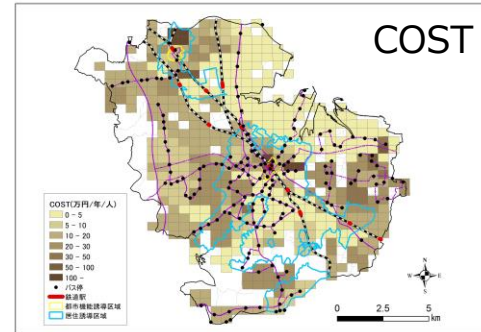 COST
COST(万円/年/人)
0 - 5
5 - 10
10 - 20
20 - 30
30 - 50
50 - 100
100 -
バス停
鉄道駅
都市機能誘導区域
居住誘導区域
N
W E
S
0 2.5 5
km